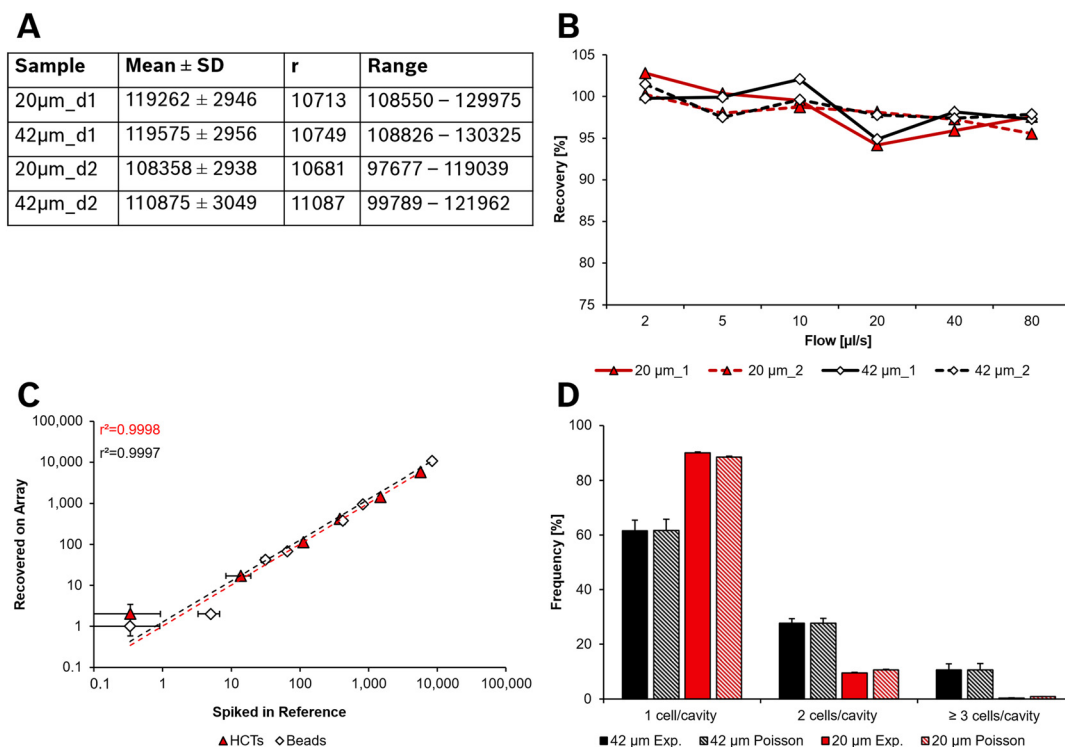 A
Sample Mean ± SD r Range
20µm_d1 119262 ± 2946 10713 108550 – 129975
42µm_d1 119575 ± 2956 10749 108826 – 130325
20µm_d2 108358 ± 2938 10681 97677 – 119039
42µm_d2 110875 ± 3049 11087 99789 – 121962
B
Recovery [%]
105
100
95
90
85
80
75
2 5 10 20 40 80
Flow [µl/s]
20 µm_1 20 µm_2 42 µm_1 42 µm_2
C
r²=0.9998
r²=0.9997
Recovered on Array
100,000
10,000
1,000
100
10
1
0.1
0.1 1 10 100 1,000 10,000 100,000
Spiked in Reference
HCTs Beads
D
Frequency [%]
100
80
60
40
20
0
1 cell/cavity 2 cells/cavity ≥ 3 cells/cavity
42 µm Exp. 42 µm Poisson 20 µm Exp. 20 µm Poisson